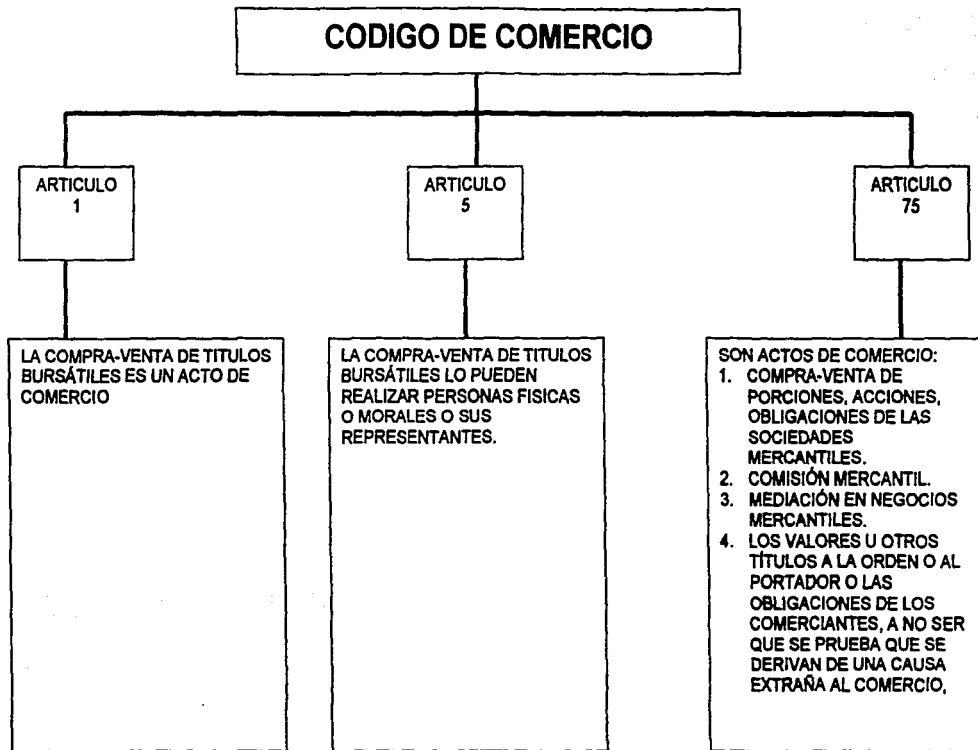 CODIGO DE COMERCIO
ARTICULO
1
ARTICULO
5
ARTICULO
75
LA COMPRA-VENTA DE TITULOS
BURSÁTILES ES UN ACTO DE
COMERCIO
LA COMPRA-VENTA DE TITULOS
BURSÁTILES LO PUEDEN
REALIZAR PERSONAS FISICAS
O MORALES O SUS
REPRESENTANTES.
SON ACTOS DE COMERCIO:
1. COMPRA-VENTA DE
PORCIONES, ACCIONES,
OBLIGACIONES DE LAS
SOCIEDADES
MERCANTILES.
2. COMISIÓN MERCANTIL.
3. MEDIACIÓN EN NEGOCIOS
MERCANTILES.
4. LOS VALORES U OTROS
TÍTULOS A LA ORDEN O AL
PORTADOR O LAS
OBLIGACIONES DE LOS
COMERCIANTES, A NO SER
QUE SE PRUEBA QUE SE
DERIVAN DE UNA CAUSA
EXTRAÑA AL COMERCIO,